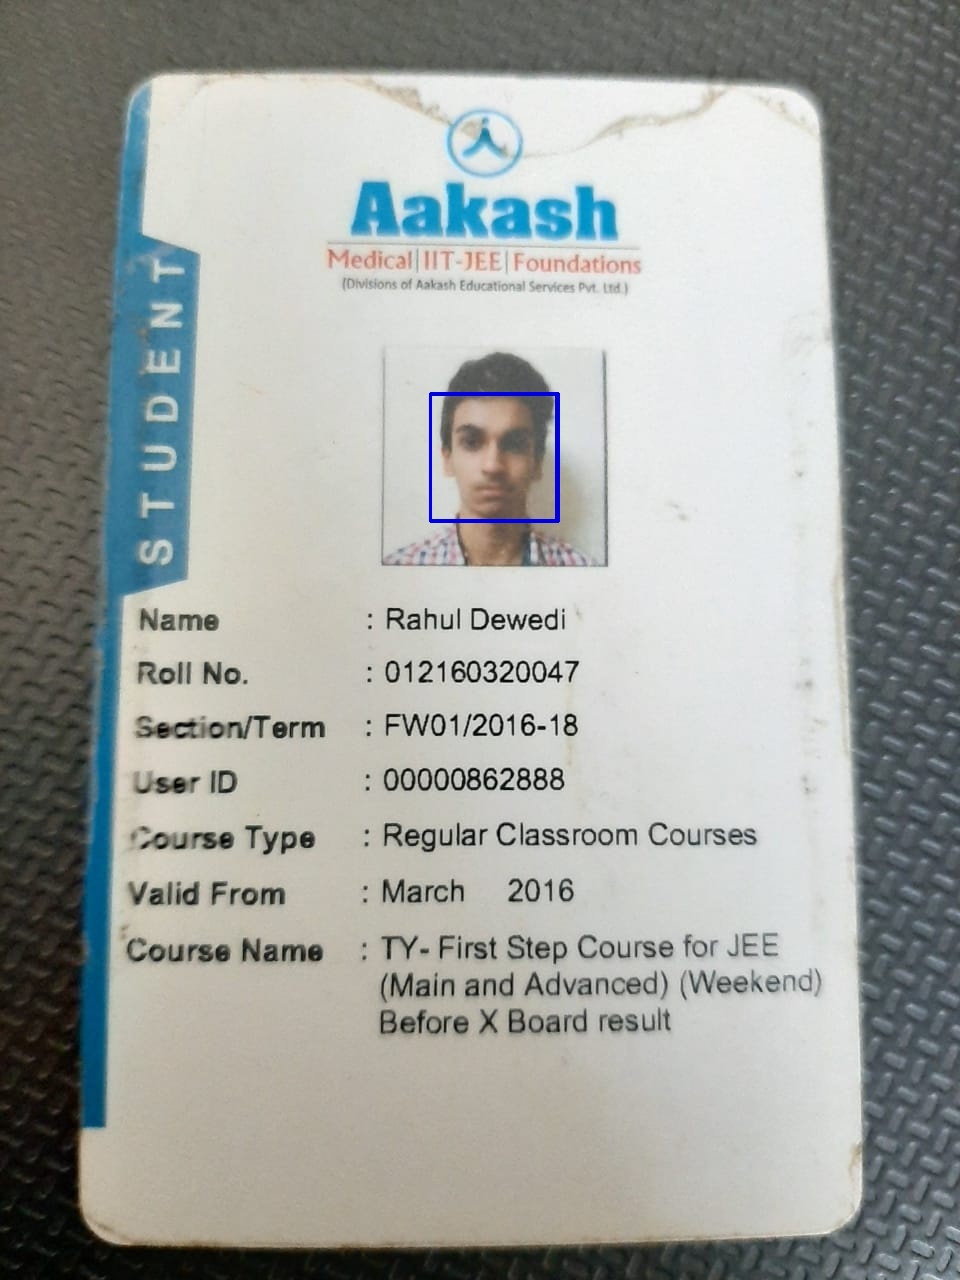 Aakash
Medical|IIT-JEE|Foundations
(Divisions of Aakash Educational Services Pvt. Ltd.)
STUDENT
Name : Rahul Dewedi
Roll No. : 012160320047
Section/Term : FW01/2016-18
User ID : 00000862888
Course Type : Regular Classroom Courses
Valid From : March 2016
Course Name : TY- First Step Course for JEE
(Main and Advanced) (Weekend)
Before X Board result